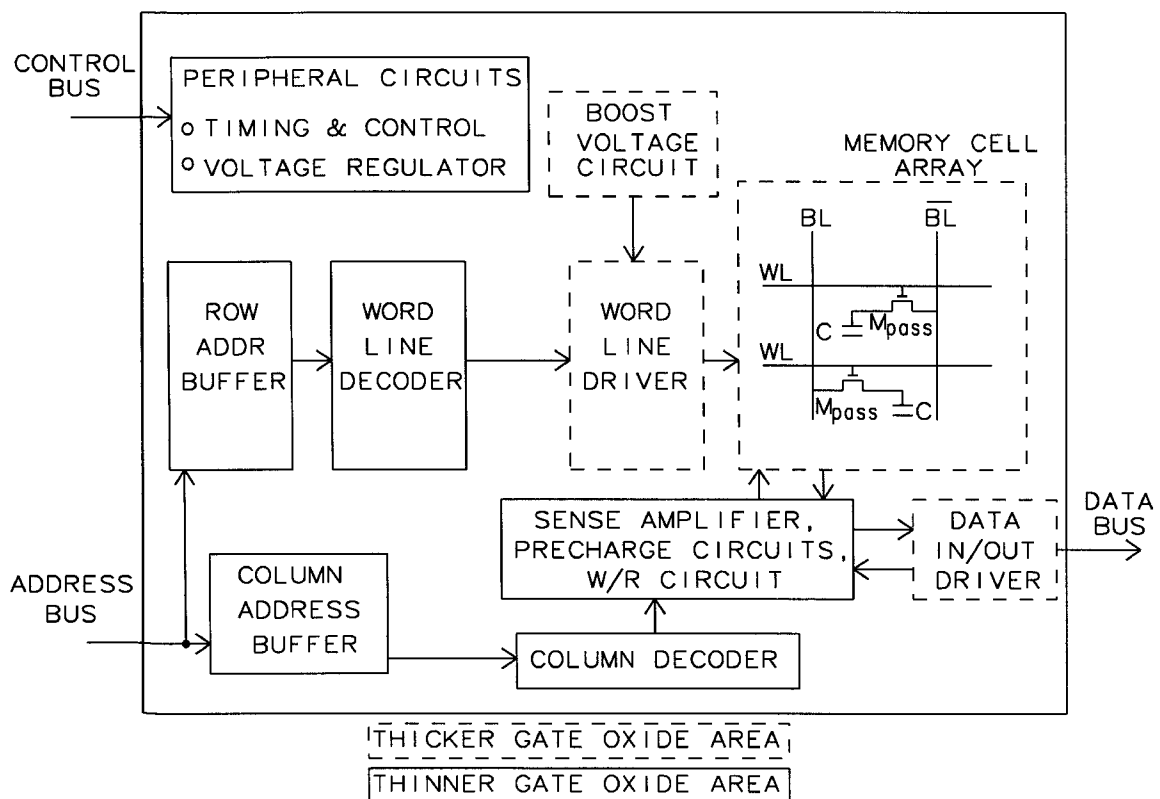 CONTROL
BUS
PERIPHERAL CIRCUITS
o TIMING & CONTROL
o VOLTAGE REGULATOR
BOOST
VOLTAGE
CIRCUIT
MEMORY CELL
ARRAY
BL
B̅L̅
WL
C
Mpass
WL
Mpass
C
ROW
ADDR
BUFFER
WORD
LINE
DECODER
WORD
LINE
DRIVER
SENSE AMPLIFIER,
PRECHARGE CIRCUITS,
W/R CIRCUIT
DATA
IN/OUT
DRIVER
DATA
BUS
ADDRESS
BUS
COLUMN
ADDRESS
BUFFER
COLUMN DECODER
THICKER GATE OXIDE AREA
THINNER GATE OXIDE AREA